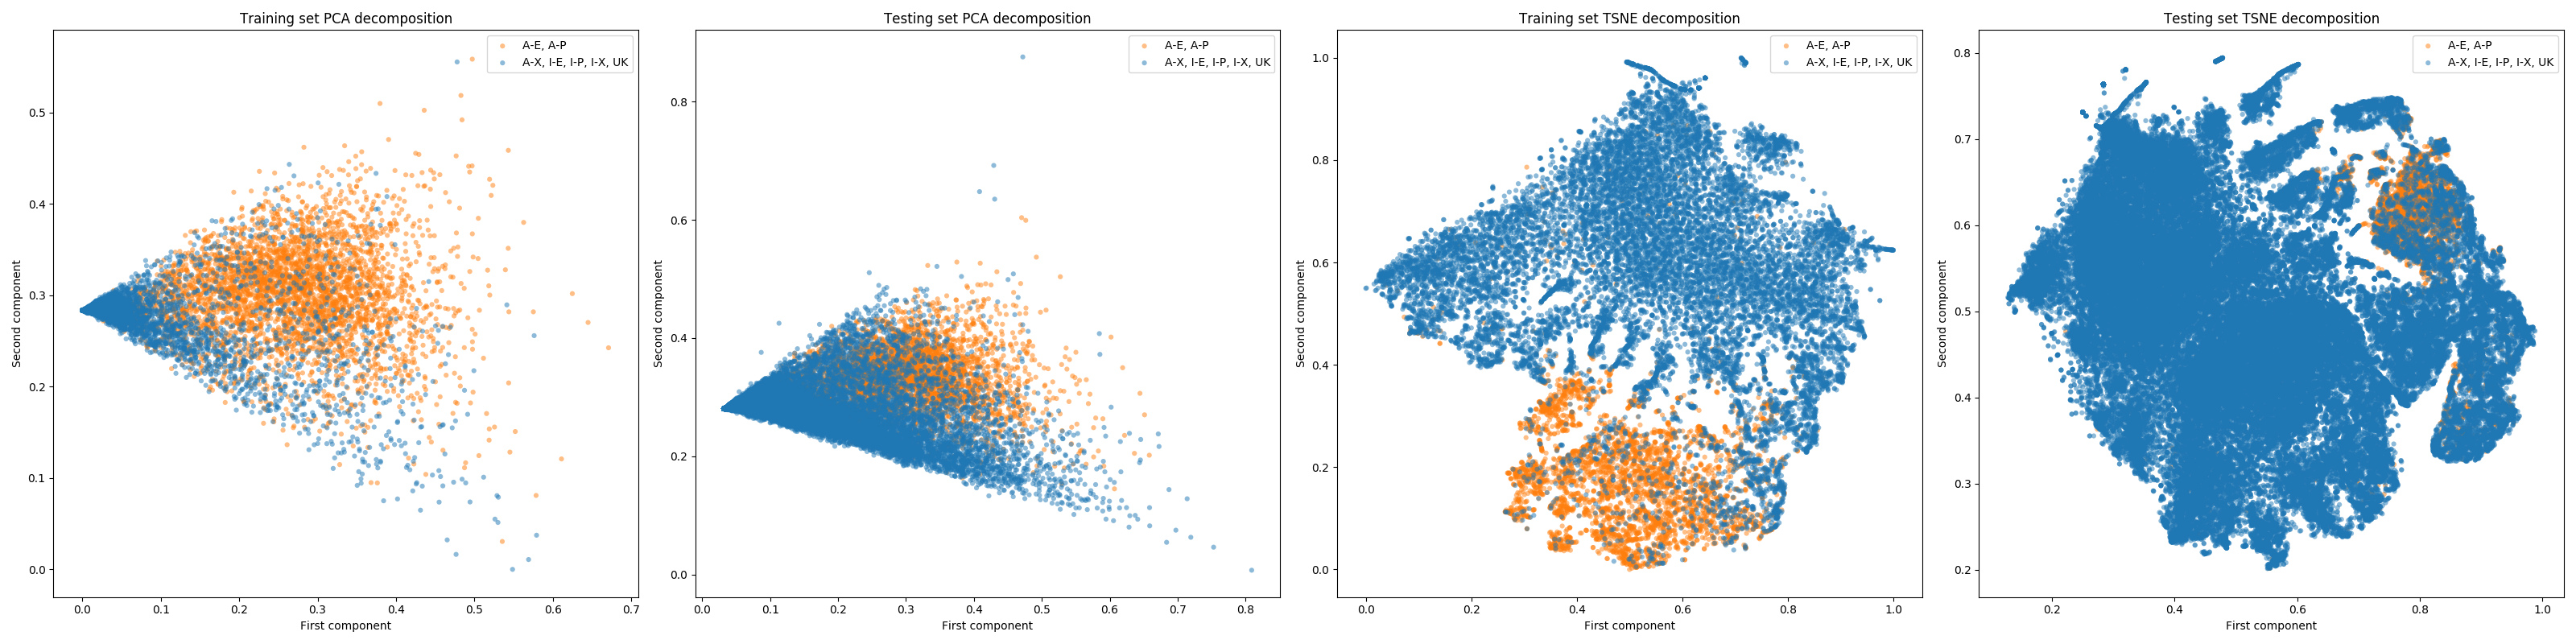 Training set PCA decomposition
A-E, A-P
A-X, I-E, I-P, I-X, UK
0.5
0.4
0.3
0.2
0.1
0.0
Second component
0.0 0.1 0.2 0.3 0.4 0.5 0.6 0.7
First component
Testing set PCA decomposition
A-E, A-P
A-X, I-E, I-P, I-X, UK
0.8
0.6
0.4
0.2
0.0
Second component
0.0 0.1 0.2 0.3 0.4 0.5 0.6 0.7 0.8
First component
Training set TSNE decomposition
A-E, A-P
A-X, I-E, I-P, I-X, UK
1.0
0.8
0.6
0.4
0.2
0.0
Second component
0.0 0.2 0.4 0.6 0.8 1.0
First component
Testing set TSNE decomposition
A-E, A-P
A-X, I-E, I-P, I-X, UK
0.8
0.7
0.6
0.5
0.4
0.3
0.2
Second component
0.2 0.4 0.6 0.8 1.0
First component